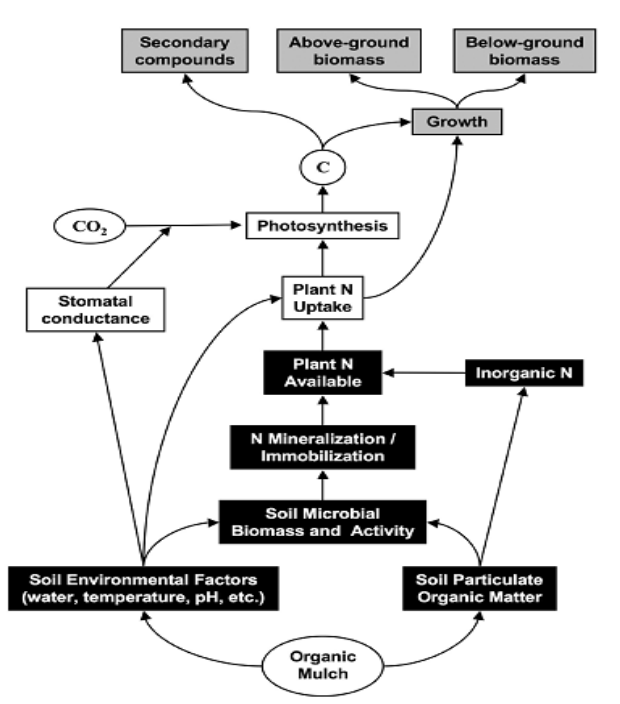 Secondary
compounds
Above-ground
biomass
Below-ground
biomass
Growth
C
CO₂
Photosynthesis
Stomatal
conductance
Plant N
Uptake
Plant N
Available
Inorganic N
N Mineralization /
Immobilization
Soil Microbial
Biomass and Activity
Soil Environmental Factors
(water, temperature, pH, etc.)
Soil Particulate
Organic Matter
Organic
Mulch